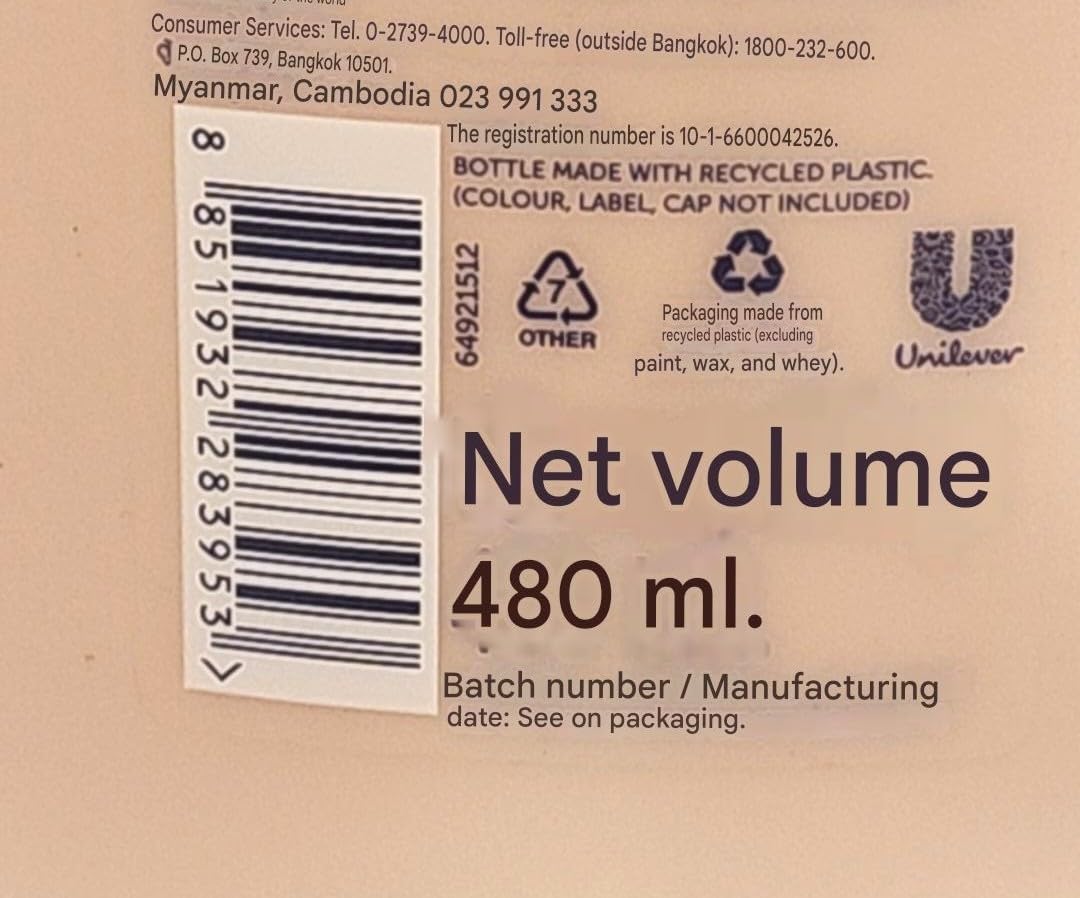 of the world
Consumer Services: Tel. 0-2739-4000. Toll-free (outside Bangkok): 1800-232-600.
P.O. Box 739, Bangkok 10501.
Myanmar, Cambodia 023 991 333
8 851932 283953 >
The registration number is 10-1-6600042526.
BOTTLE MADE WITH RECYCLED PLASTIC.
(COLOUR, LABEL, CAP NOT INCLUDED)
64921512
7
OTHER
Packaging made from
recycled plastic (excluding
paint, wax, and whey).
U
Unilever
Net volume
480 ml.
Batch number / Manufacturing
date: See on packaging.